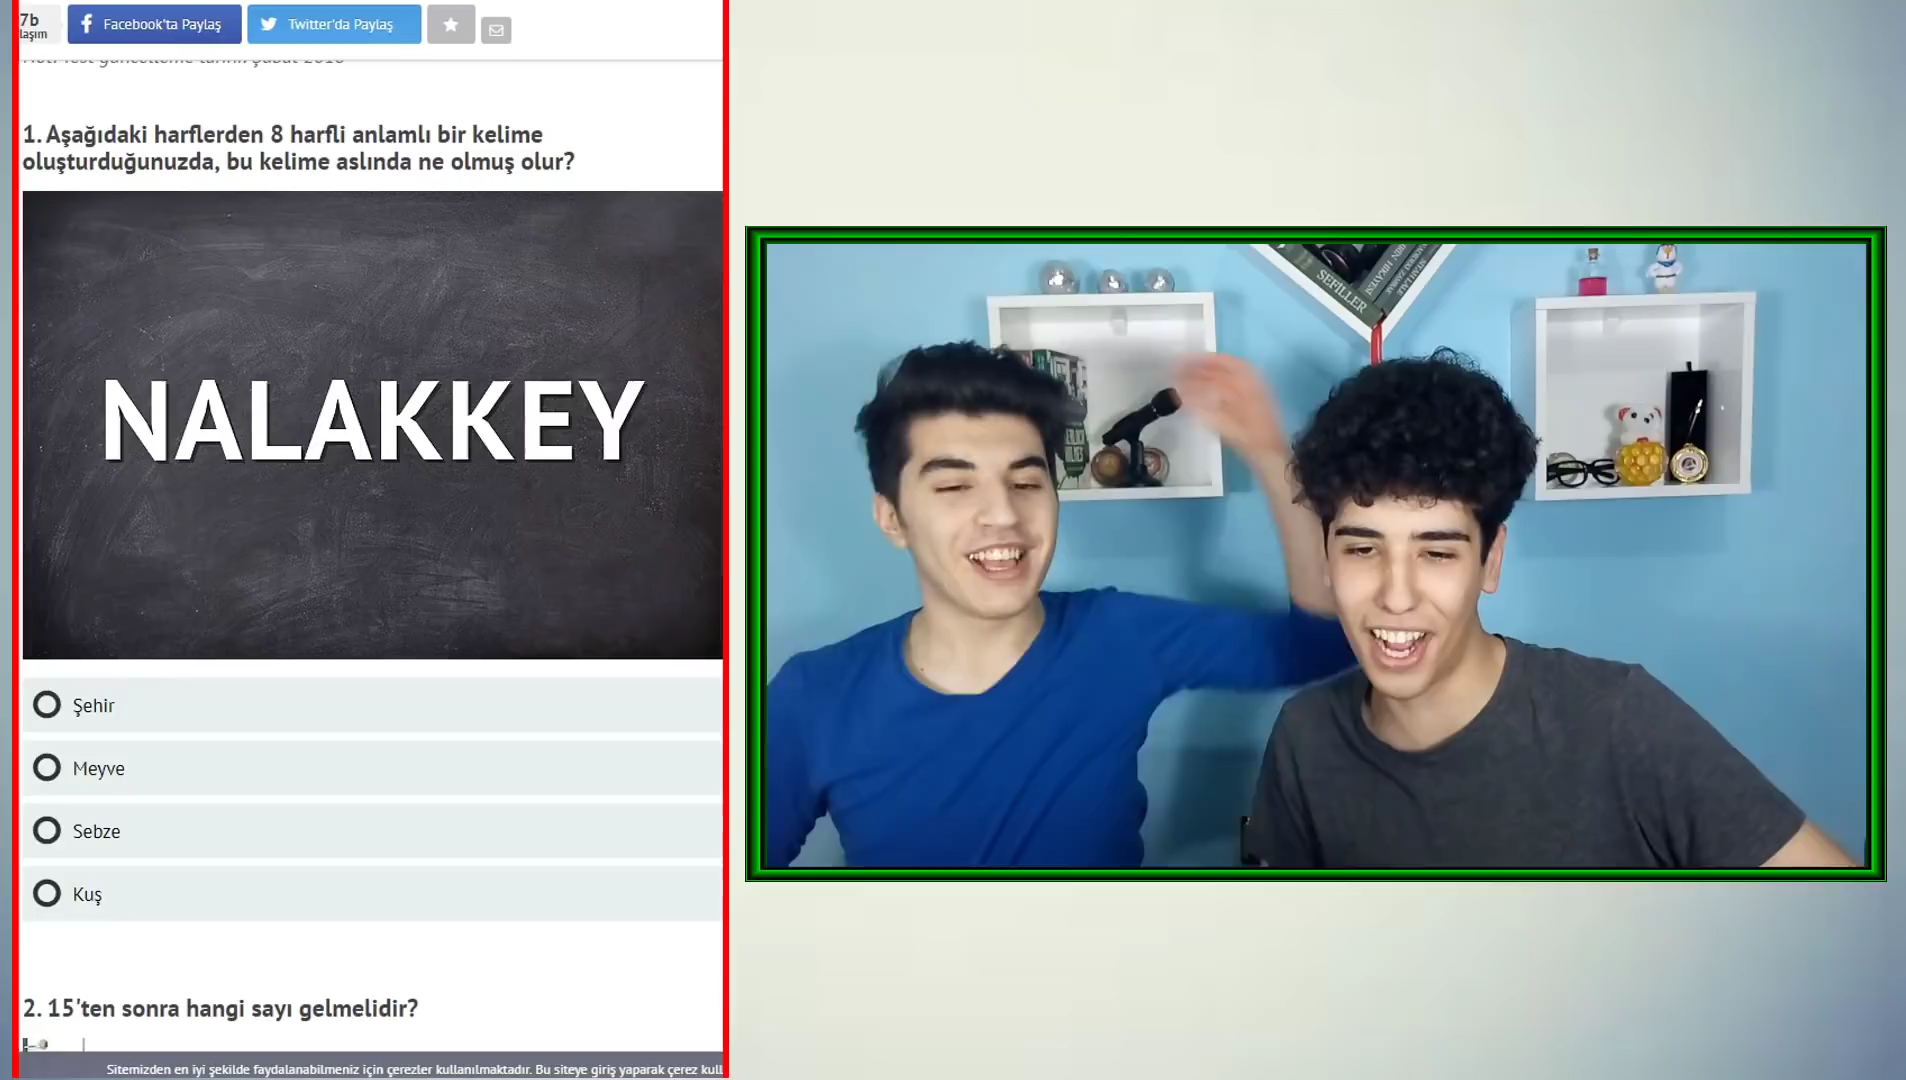 7b
laşım
Facebook'ta Paylaş
Twitter'da Paylaş
1. Aşağıdaki harflerden 8 harfli anlamlı bir kelime
oluşturduğunuzda, bu kelime aslında ne olmuş olur?
NALAKKEY
Şehir
Meyve
Sebze
Kuş
2. 15'ten sonra hangi sayı gelmelidir?
Sitemizden en iyi şekilde faydalanabilmeniz için çerezler kullanılmaktadır. Bu siteye giriş yaparak çerez kull
SEFİLLER